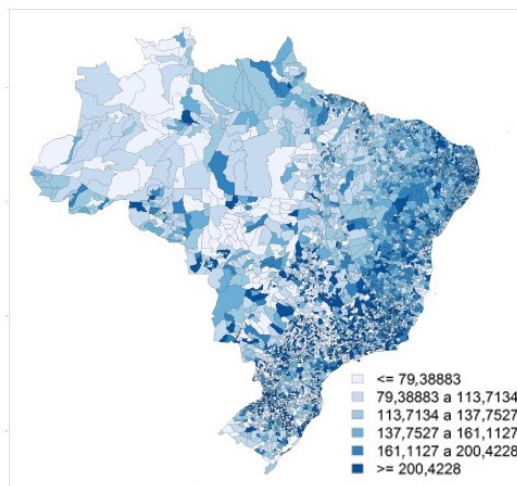 <= 79,38883
79,38883 a 113,7134
113,7134 a 137,7527
137,7527 a 161,1127
161,1127 a 200,4228
>= 200,4228